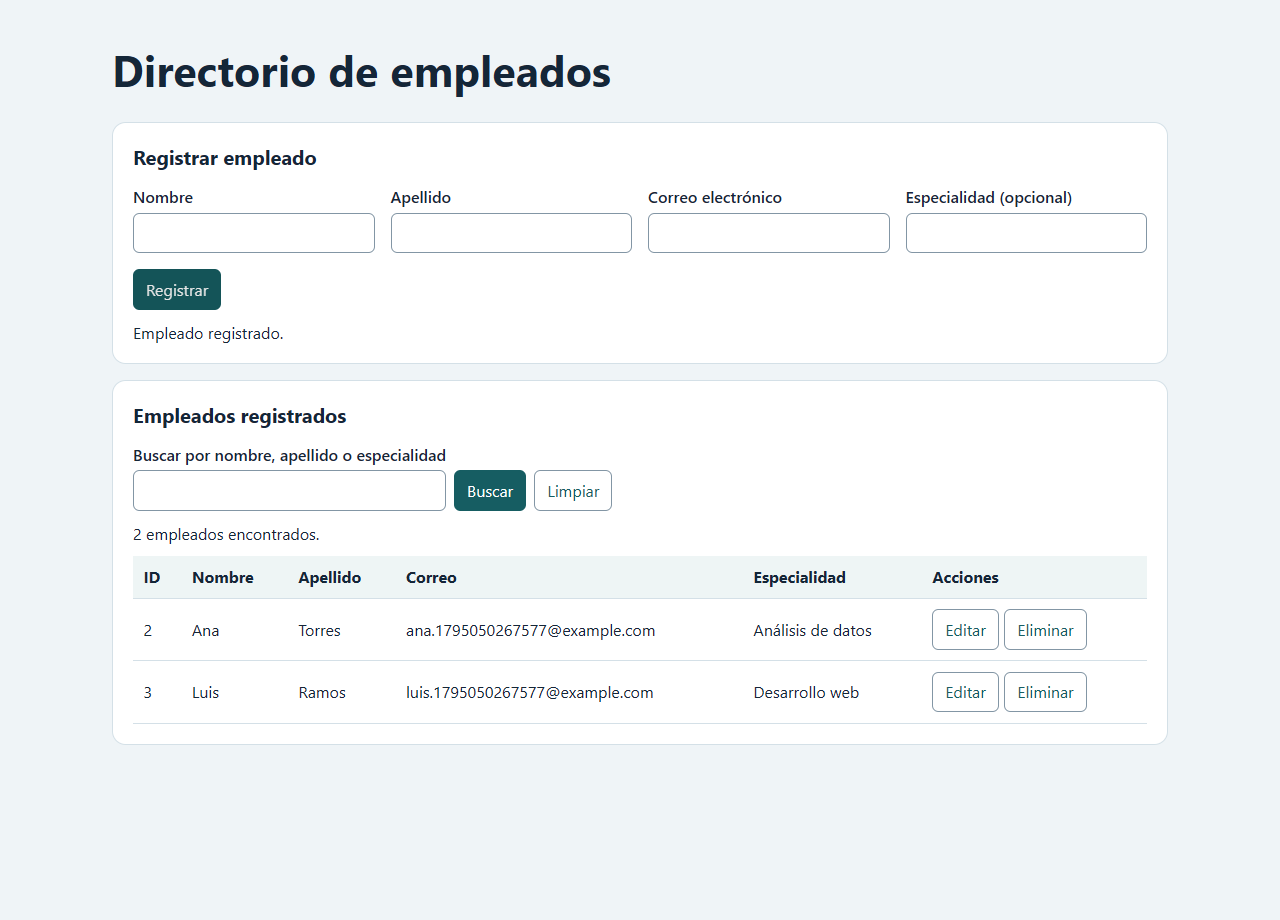 Directorio de empleados
Registrar empleado
Nombre Apellido Correo electrónico Especialidad (opcional)
Registrar
Empleado registrado.
Empleados registrados
Buscar por nombre, apellido o especialidad
Buscar Limpiar
2 empleados encontrados.
ID Nombre Apellido Correo Especialidad Acciones
2 Ana Torres ana.1795050267577@example.com Análisis de datos Editar Eliminar
3 Luis Ramos luis.1795050267577@example.com Desarrollo web Editar Eliminar